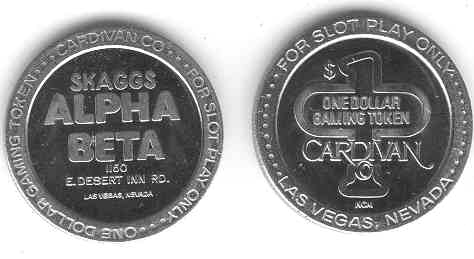 CARDIVAN CO.
FOR SLOT PLAY ONLY
ONE DOLLAR GAMING TOKEN
SKAGGS
ALPHA
BETA
1150
E. DESERT INN RD.
LAS VEGAS, NEVADA
FOR SLOT PLAY ONLY
$1
ONE DOLLAR
GAMING TOKEN
CARDIVAN
CO
NCM
LAS VEGAS, NEVADA